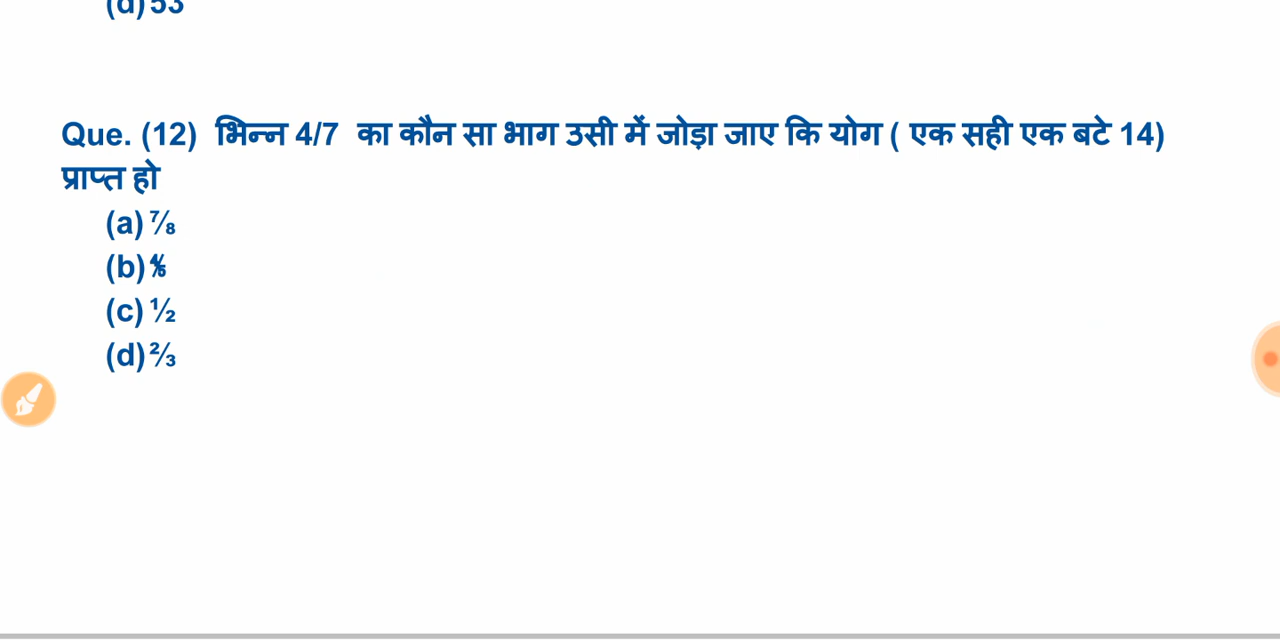 (d) 53
Que. (12) भिन्न 4/7 का कौन सा भाग उसी में जोड़ा जाए कि योग ( एक सही एक बटे 14)
प्राप्त हो
(a) ⅞
(b) ⅘
(c) ½
(d) ⅔